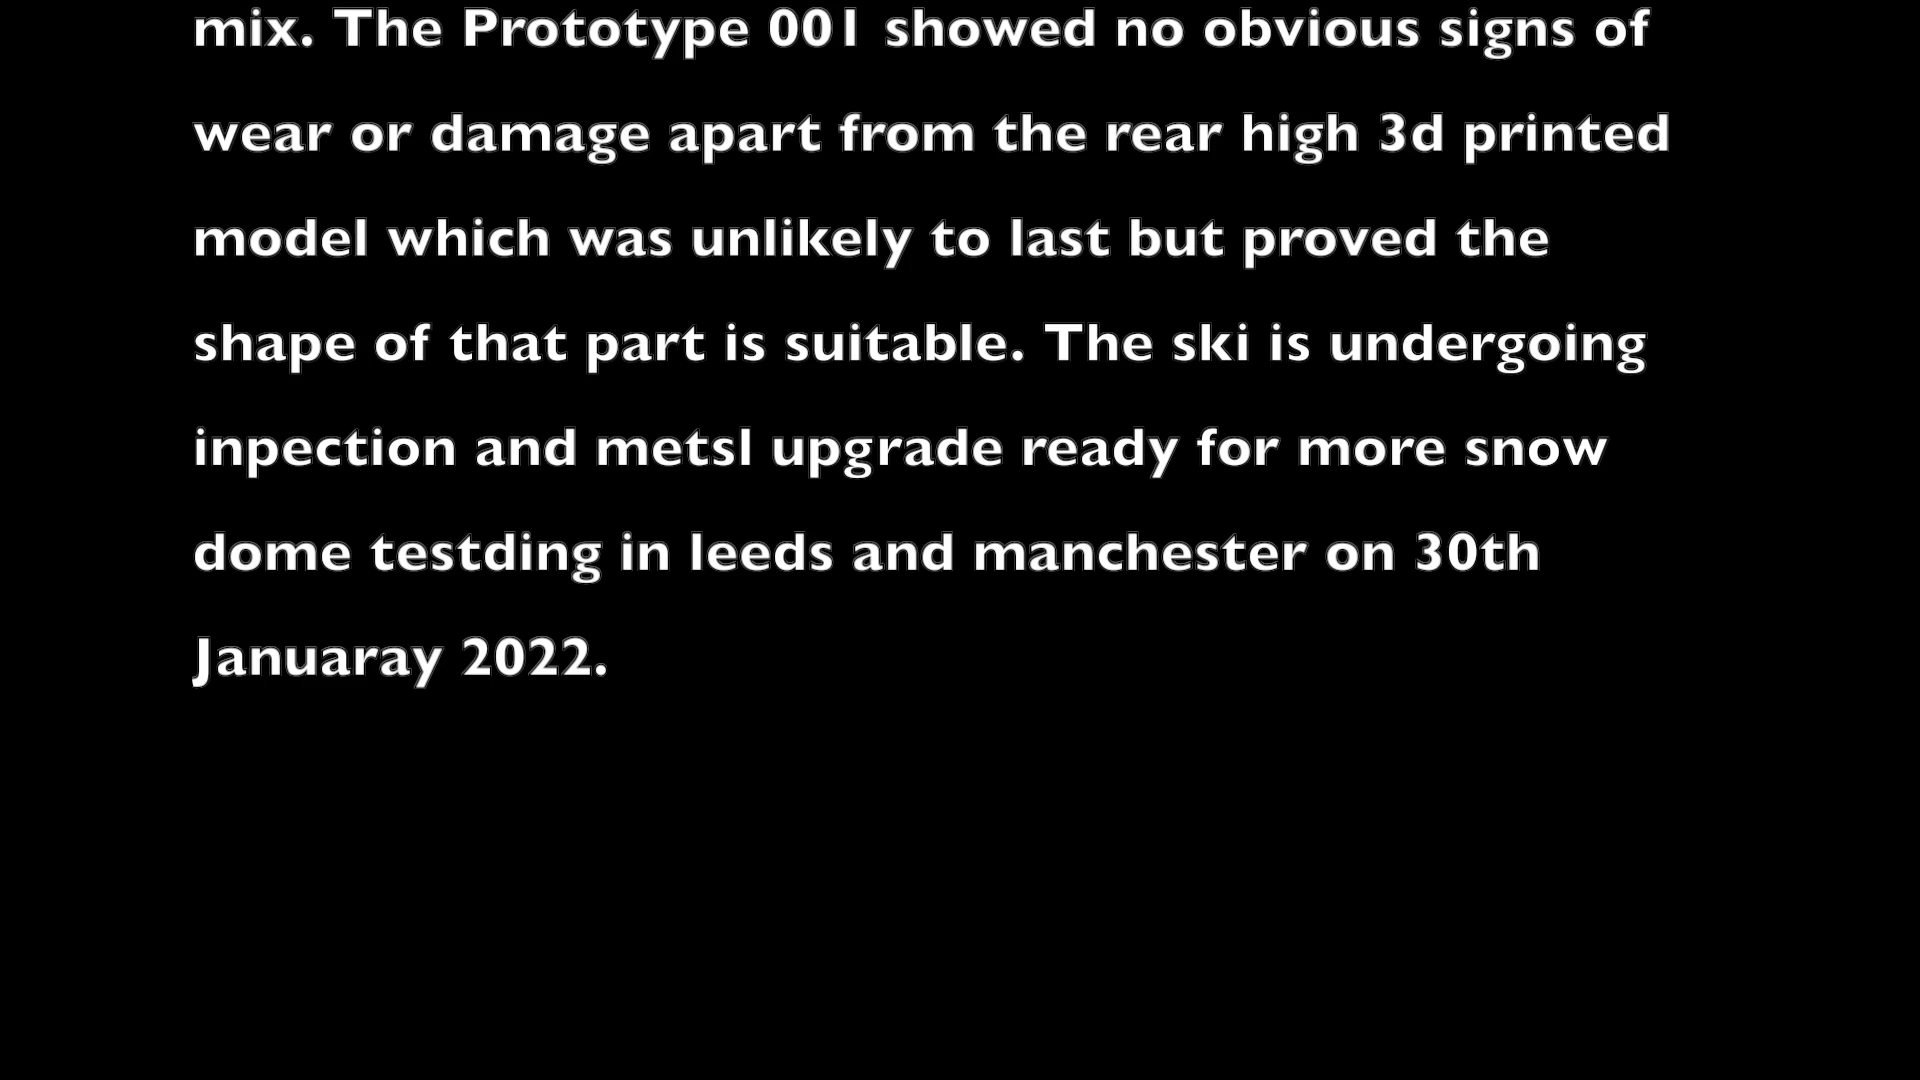 mix. The Prototype 001 showed no obvious signs of
wear or damage apart from the rear high 3d printed
model which was unlikely to last but proved the
shape of that part is suitable. The ski is undergoing
inpection and metsl upgrade ready for more snow
dome testding in leeds and manchester on 30th
Januaray 2022.